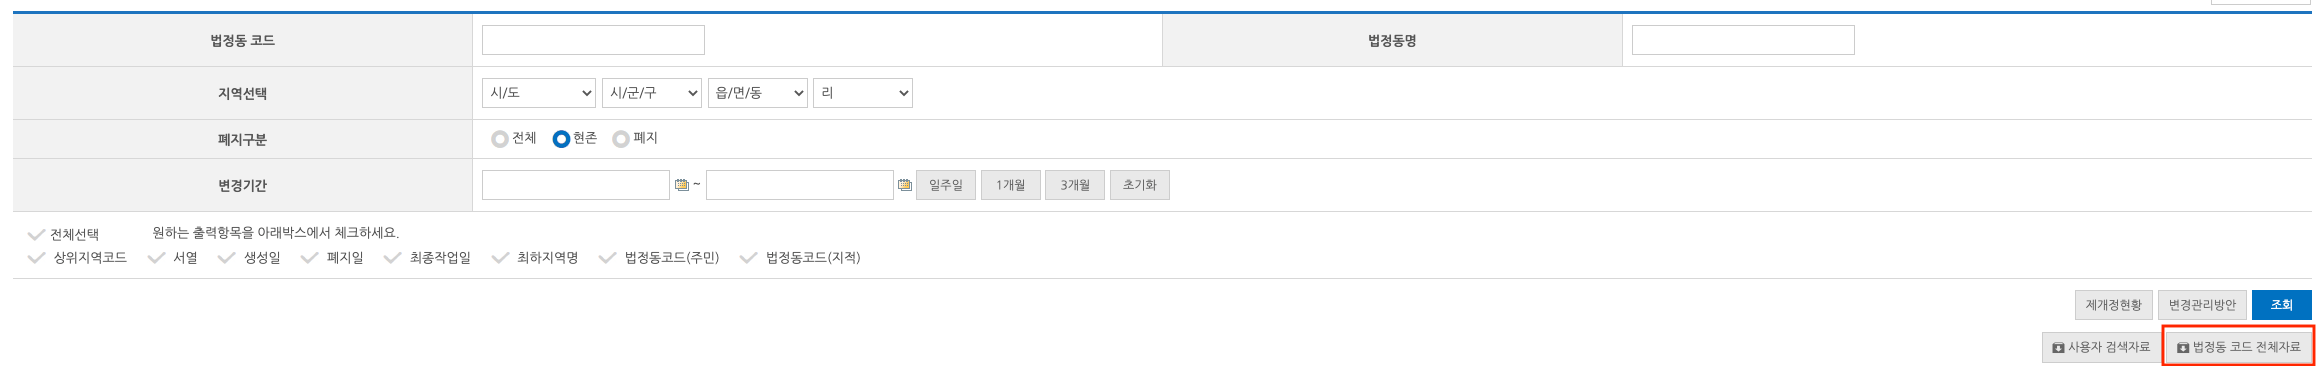 법정동 코드 법정동명
지역선택 시/도 시/군/구 읍/면/동 리
폐지구분 전체 현존 폐지
변경기간 ~ 일주일 1개월 3개월 초기화
전체선택 원하는 출력항목을 아래박스에서 체크하세요.
상위지역코드 서열 생성일 폐지일 최종작업일 최하지역명 법정동코드(주민) 법정동코드(지적)
제개정현황 변경관리방안 조회
사용자 검색자료 법정동 코드 전체자료